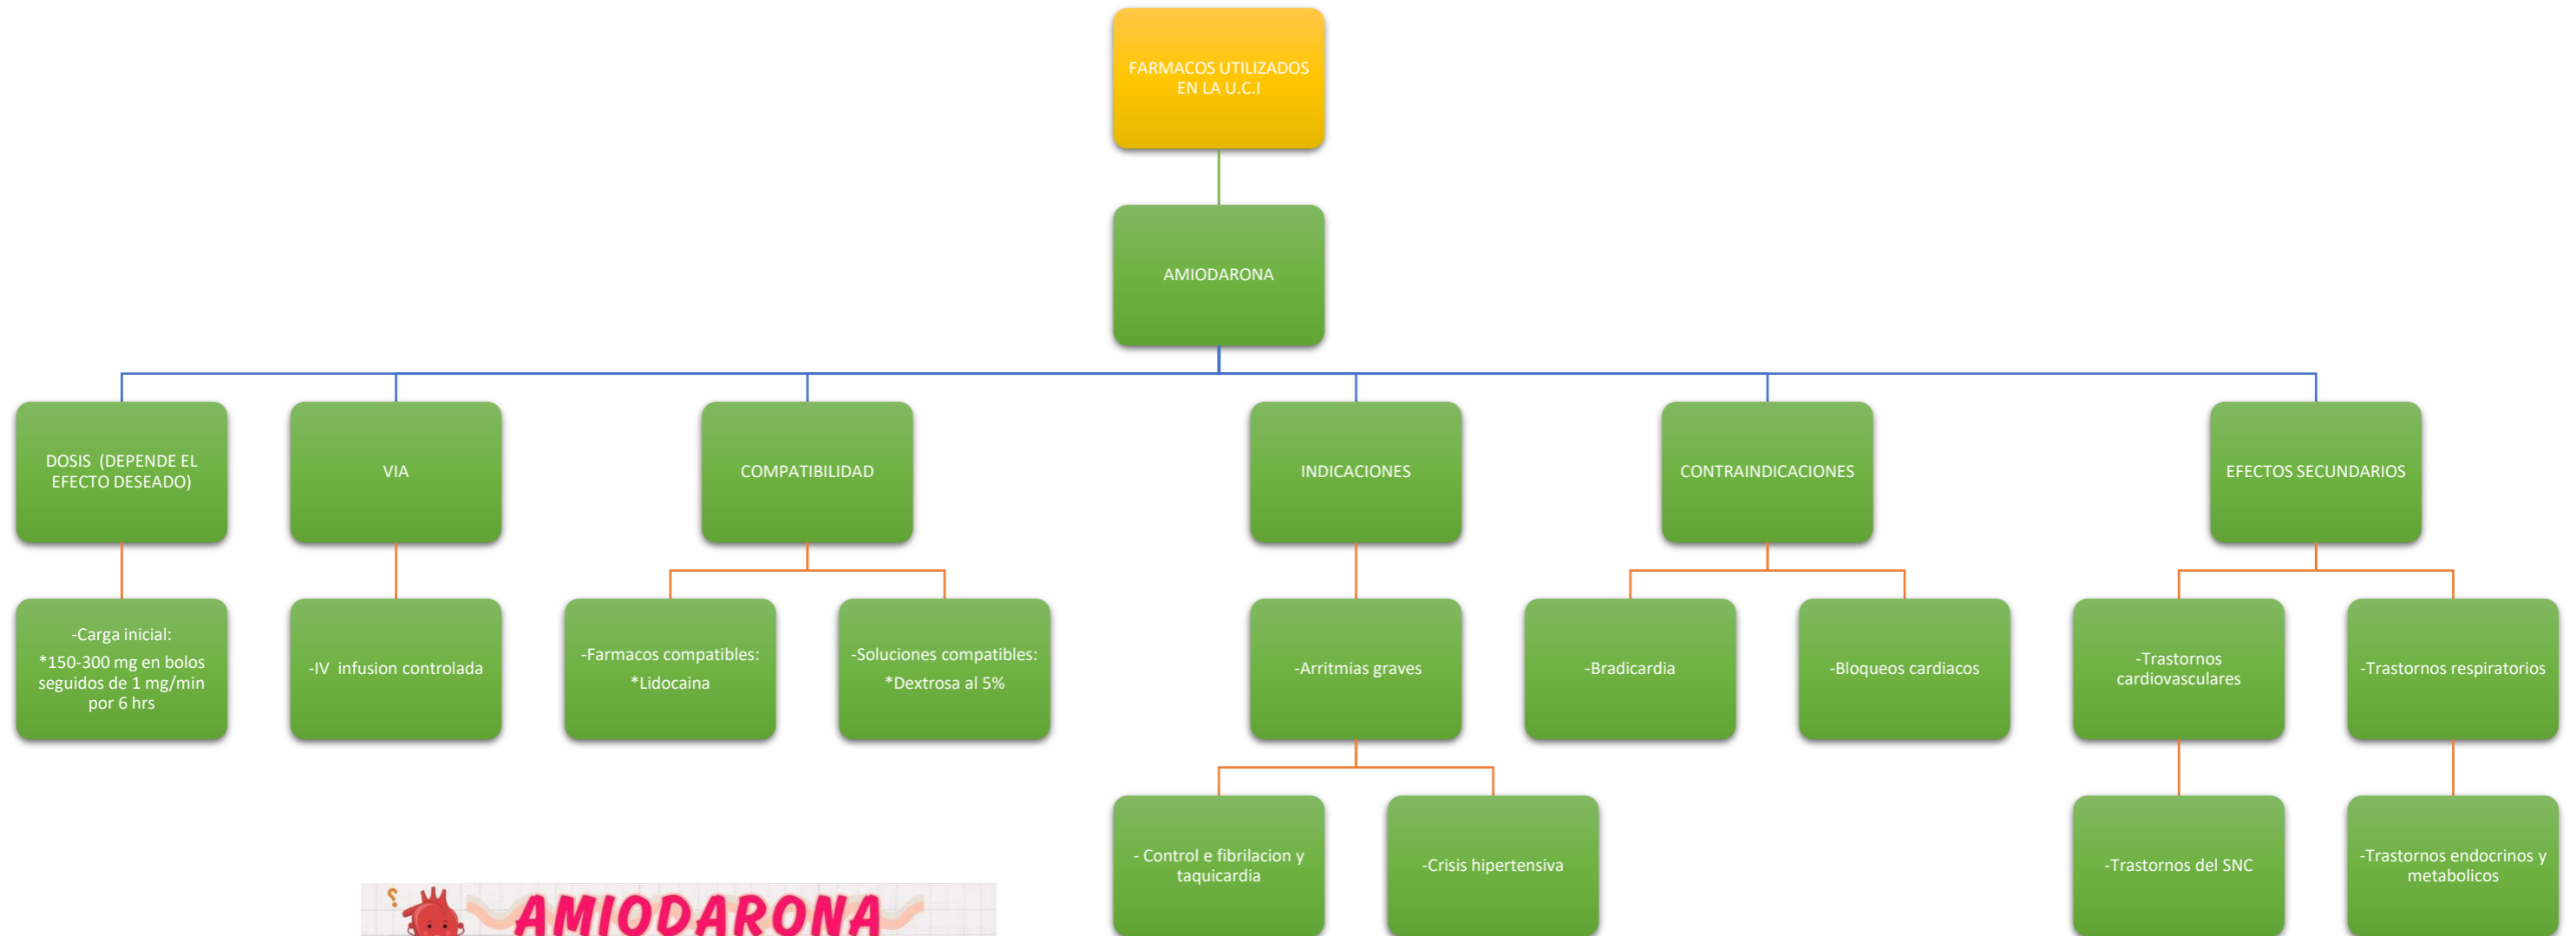 FARMACOS UTILIZADOS
EN LA U.C.I
AMIODARONA
DOSIS (DEPENDE EL
EFECTO DESEADO)
VIA
COMPATIBILIDAD
INDICACIONES
CONTRAINDICACIONES
EFECTOS SECUNDARIOS
-Carga inicial:
*150-300 mg en bolos
seguidos de 1 mg/min
por 6 hrs
-IV infusion controlada
-Farmacos compatibles:
*Lidocaina
-Soluciones compatibles:
*Dextrosa al 5%
-Arritmias graves
-Bradicardia
-Bloqueos cardiacos
-Trastornos
cardiovasculares
-Trastornos respiratorios
- Control e fibrilacion y
taquicardia
-Crisis hipertensiva
-Trastornos del SNC
-Trastornos endocrinos y
metabolicos
?
AMIODARONA